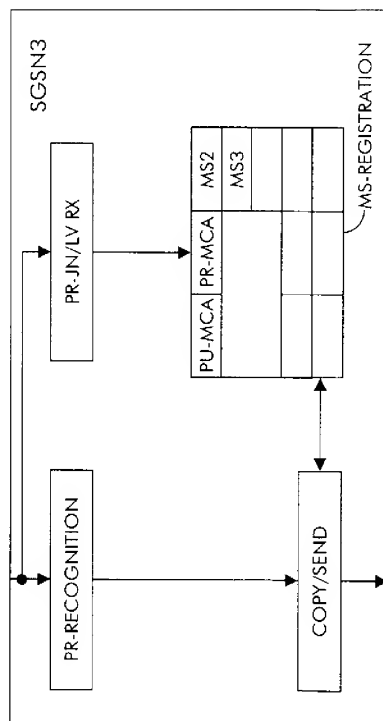 SGSN3
PR-RECOGNITION
PR-JN/LV RX
PU-MCA PR-MCA MS2
MS3
COPY/SEND
MS-REGISTRATION